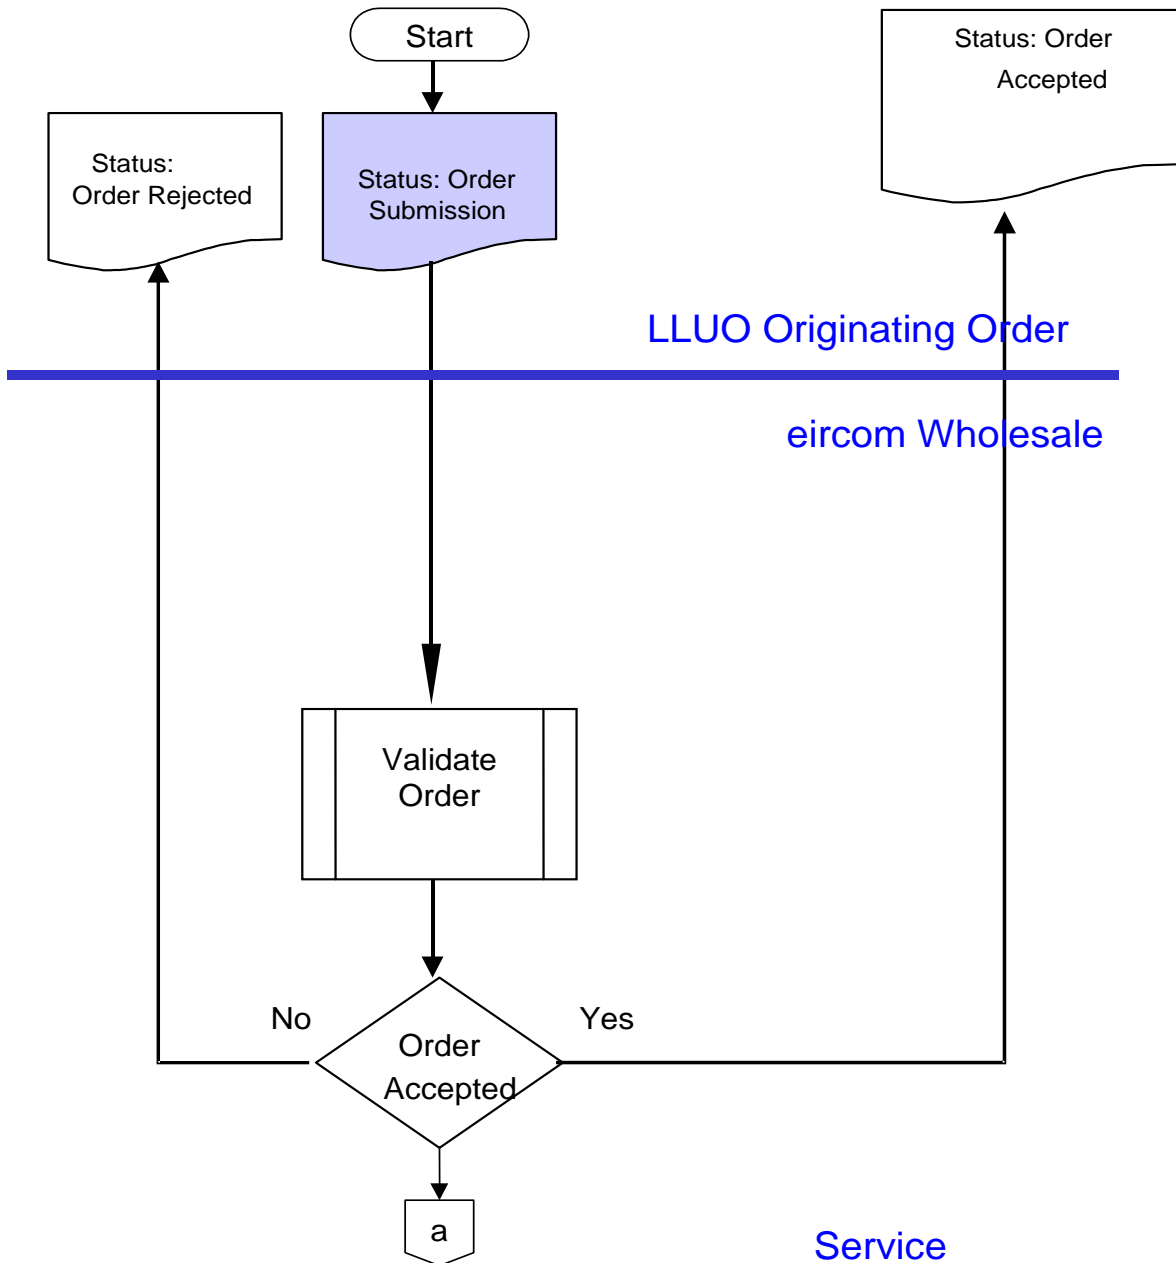 Start
Status: Order
Accepted
Status:
Order Rejected
Status: Order
Submission
LLUO Originating Order
eircom Wholesale
Validate
Order
No
Yes
Order
Accepted
a
Service